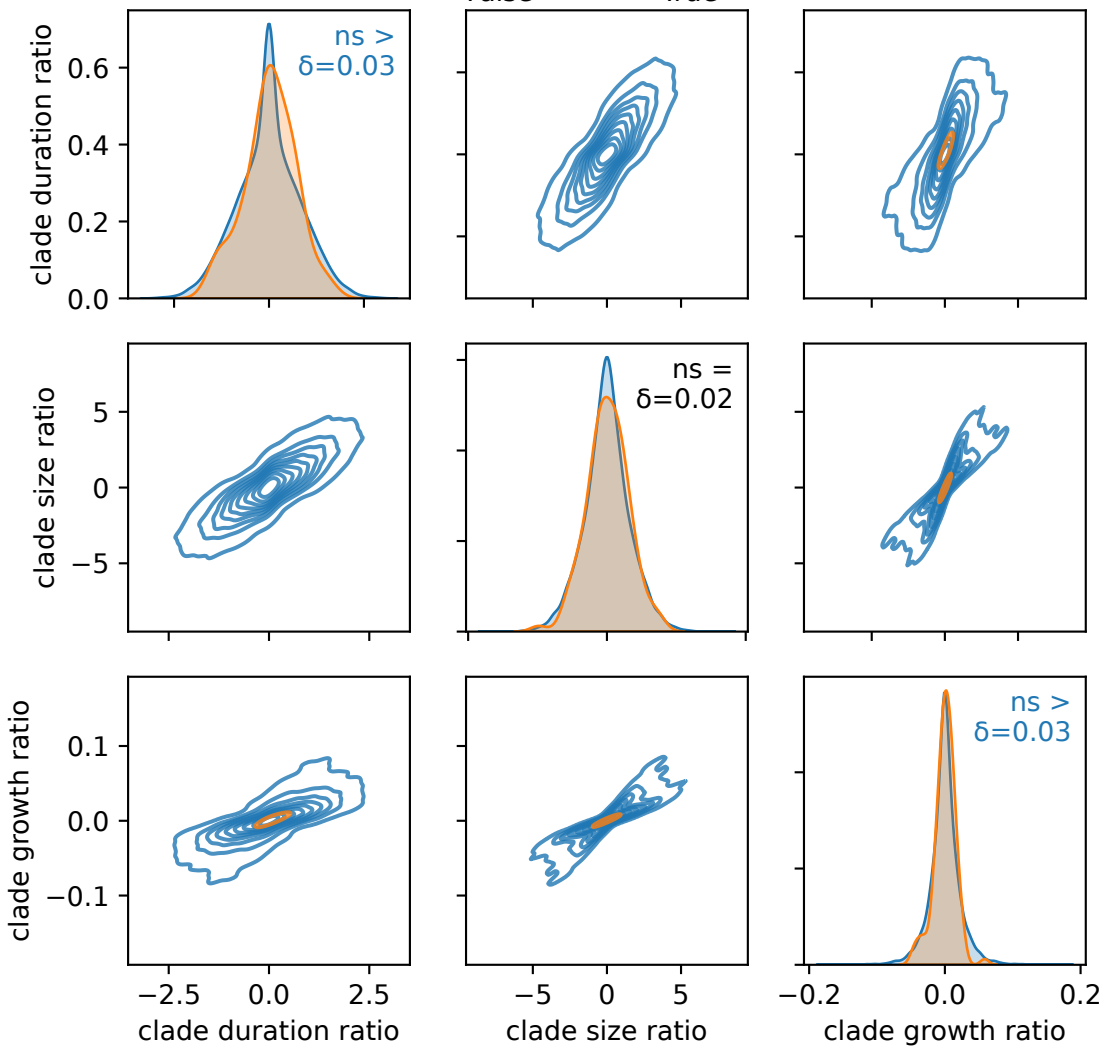 ns >
δ=0.03
clade duration ratio
0.6
0.4
0.2
0.0
ns =
δ=0.02
clade size ratio
5
0
−5
ns >
δ=0.03
clade growth ratio
0.1
0.0
−0.1
−2.5 0.0 2.5
−5 0 5
−0.2 0.0 0.2
clade duration ratio
clade size ratio
clade growth ratio